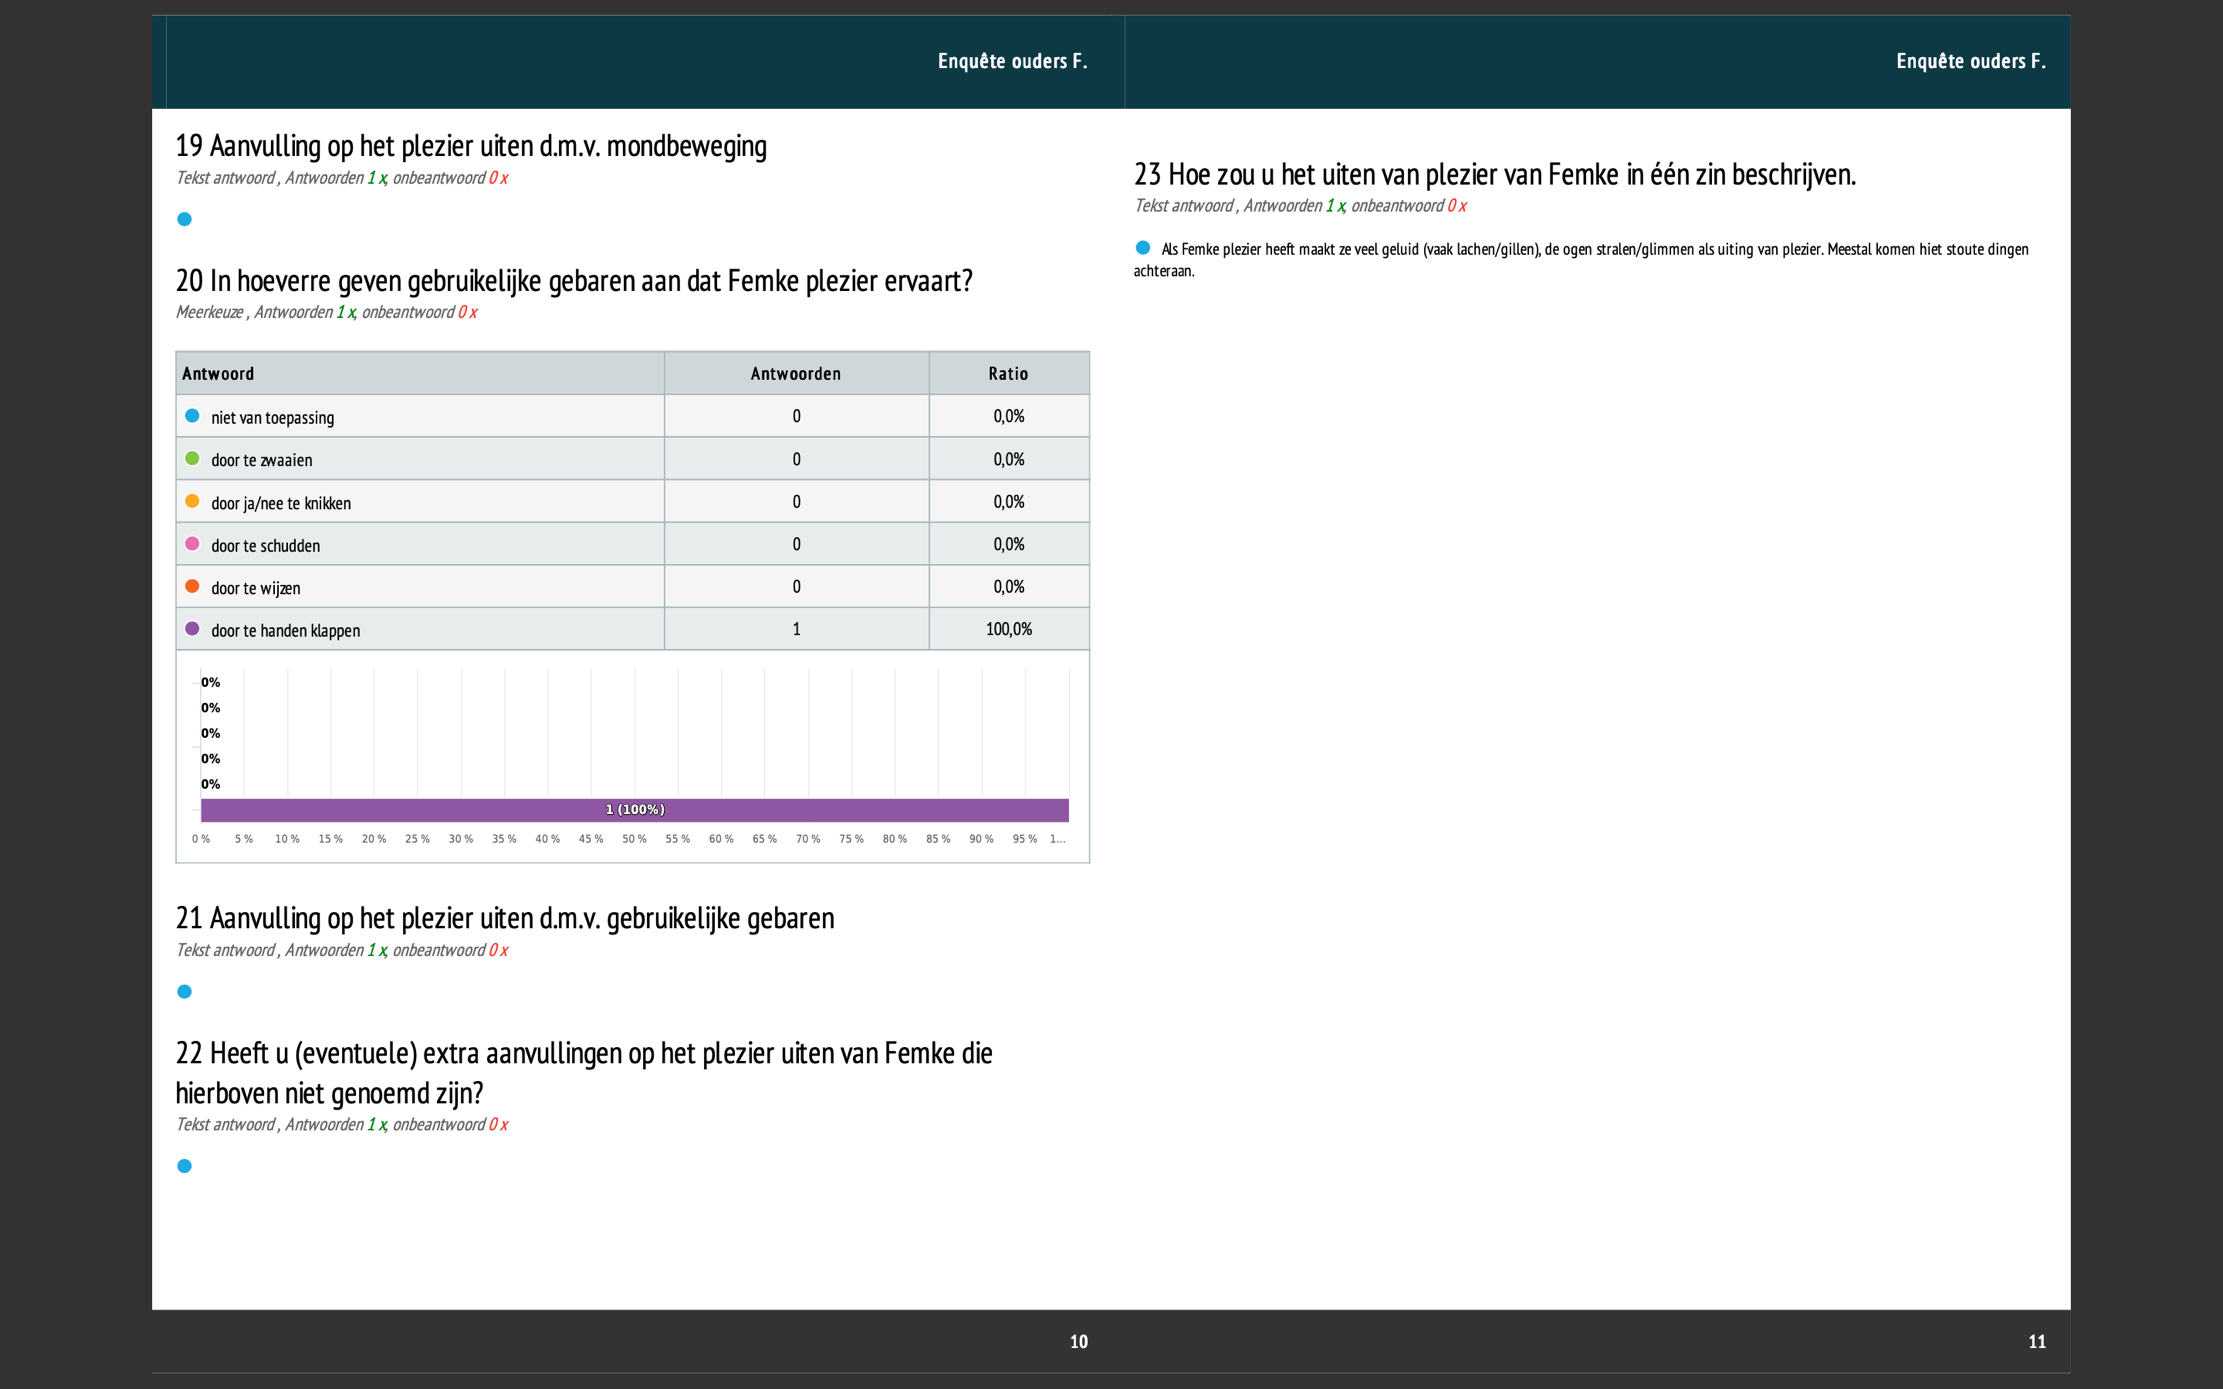 Enquête ouders F.
19 Aanvulling op het plezier uiten d.m.v. mondbeweging
Tekst antwoord , Antwoorden 1 x, onbeantwoord 0 x
20 In hoeverre geven gebruikelijke gebaren aan dat Femke plezier ervaart?
Meerkeuze , Antwoorden 1 x, onbeantwoord 0 x
Antwoord Antwoorden Ratio
niet van toepassing 0 0,0%
door te zwaaien 0 0,0%
door ja/nee te knikken 0 0,0%
door te schudden 0 0,0%
door te wijzen 0 0,0%
door te handen klappen 1 100,0%
0%
0%
0%
0%
0%
1 (100%)
0 % 5 % 10 % 15 % 20 % 25 % 30 % 35 % 40 % 45 % 50 % 55 % 60 % 65 % 70 % 75 % 80 % 85 % 90 % 95 % 1...
21 Aanvulling op het plezier uiten d.m.v. gebruikelijke gebaren
Tekst antwoord , Antwoorden 1 x, onbeantwoord 0 x
22 Heeft u (eventuele) extra aanvullingen op het plezier uiten van Femke die
hierboven niet genoemd zijn?
Tekst antwoord , Antwoorden 1 x, onbeantwoord 0 x
10
Enquête ouders F.
23 Hoe zou u het uiten van plezier van Femke in één zin beschrijven.
Tekst antwoord , Antwoorden 1 x, onbeantwoord 0 x
Als Femke plezier heeft maakt ze veel geluid (vaak lachen/gillen), de ogen stralen/glimmen als uiting van plezier. Meestal komen hiet stoute dingen
achteraan.
11